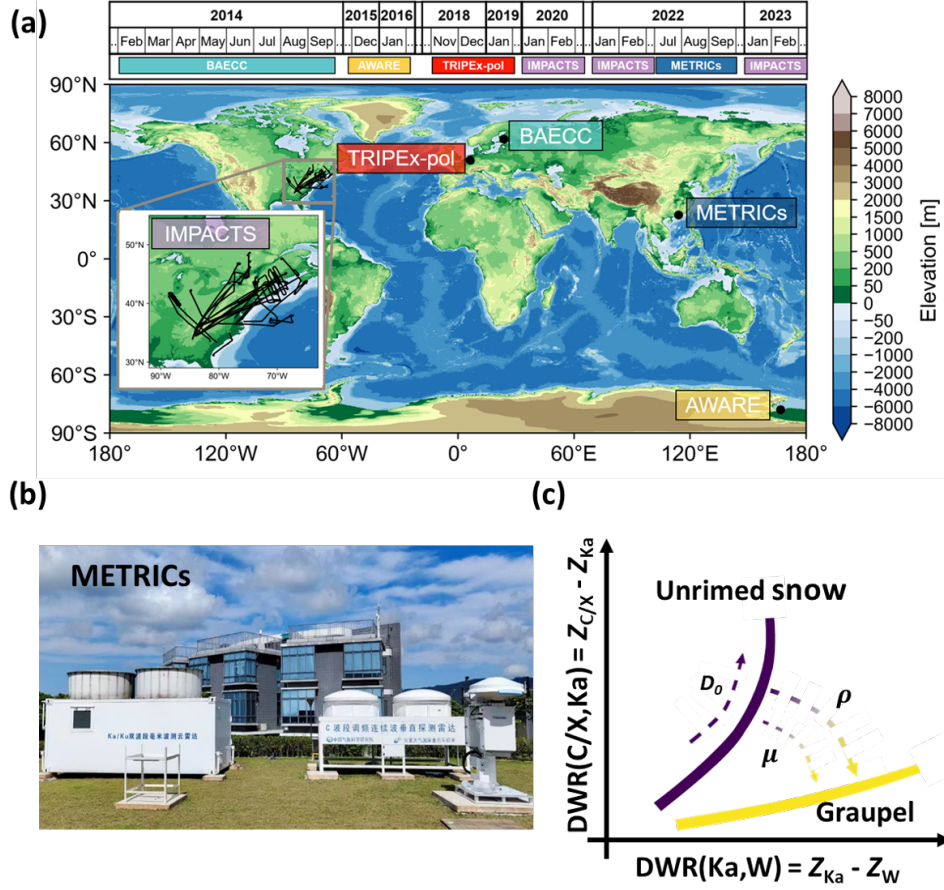 (a)
2014 2015 2016 2018 2019 2020 2022 2023
.. Feb Mar Apr May Jun Jul Aug Sep .. Dec Jan .. .. Nov Dec Jan .. Jan Feb .. .. Jan Feb .. Jul .. Jan Feb ..
BAECC AWARE TRIPEx-pol IMPACTS IMPACTS METRICs IMPACTS
90°N
60°N
30°N
0°
30°S
60°S
90°S
180° 120°W 60°W 0° 60°E 120°E 180°
BAECC
TRIPEx-pol
METRICs
AWARE
IMPACTS
50°N
40°N
30°N
90°W 80°W 70°W
8000
7000
6000
5000
4000
3000
2000
1500
1000
500
200
50
0
−50
−200
−1000
−2000
−4000
−6000
−8000
Elevation [m]
(b)
METRICs
Ka/Ku双波段毫米波测云雷达
C波段调频连续波垂直探测雷达
(c)
DWR(C/X,Ka) = Z_C/X - Z_Ka
Unrimed snow
D₀
ρ
μ
Graupel
DWR(Ka,W) = Z_Ka - Z_W